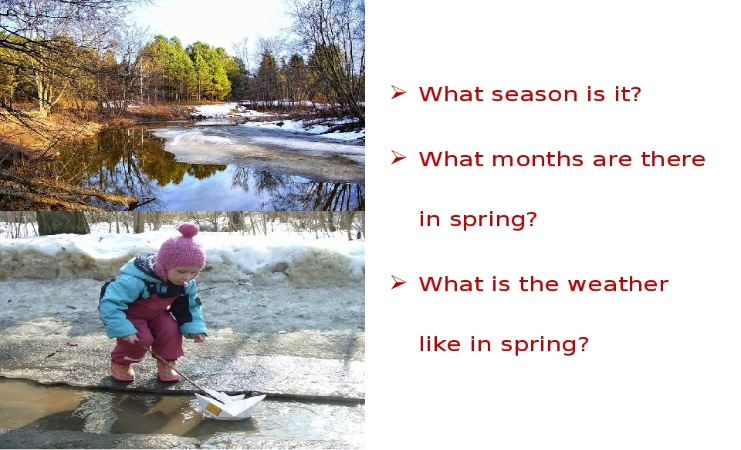 ➢ What season is it?
➢ What months are there
in spring?
➢ What is the weather
like in spring?